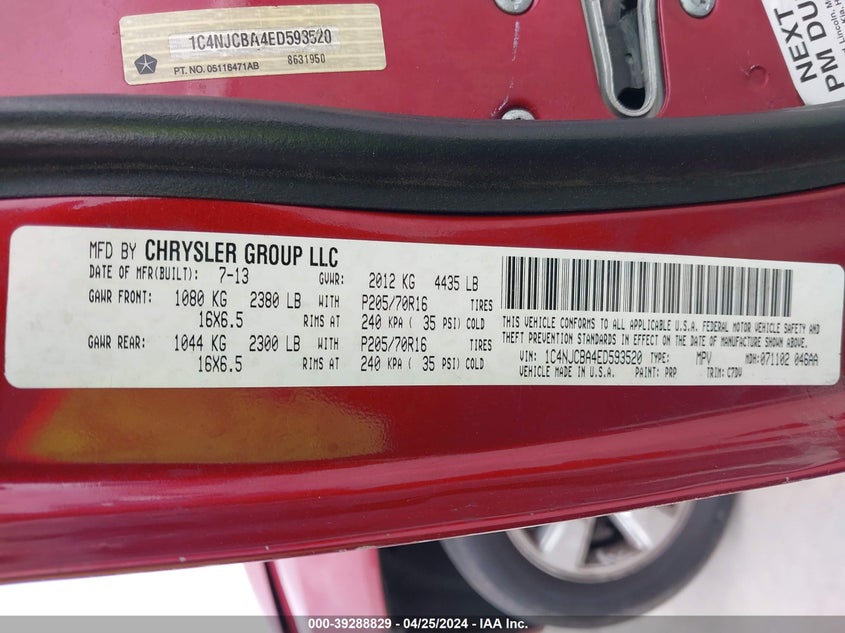 1C4NJCBA4ED593520
PT. NO. 05116471AB 8631950
NEXT
PM DU
Lincoln, M
Kia, H
MFD BY CHRYSLER GROUP LLC
DATE OF MFR(BUILT): 7-13 GVWR: 2012 KG 4435 LB
GAWR FRONT: 1080 KG 2380 LB WITH P205/70R16 TIRES
16X6.5 RIMS AT 240 KPA ( 35 PSI) COLD
GAWR REAR: 1044 KG 2300 LB WITH P205/70R16 TIRES
16X6.5 RIMS AT 240 KPA ( 35 PSI) COLD
THIS VEHICLE CONFORMS TO ALL APPLICABLE U.S.A. FEDERAL MOTOR VEHICLE SAFETY AND
THEFT PREVENTION STANDARDS IN EFFECT ON THE DATE OF MANUFACTURE SHOWN ABOVE.
VIN: 1C4NJCBA4ED593520 TYPE: MPV MDH: 071102 046AA
VEHICLE MADE IN U.S.A. PAINT: PRP TRIM: C7DV
000-39288829 - 04/25/2024 - IAA Inc.